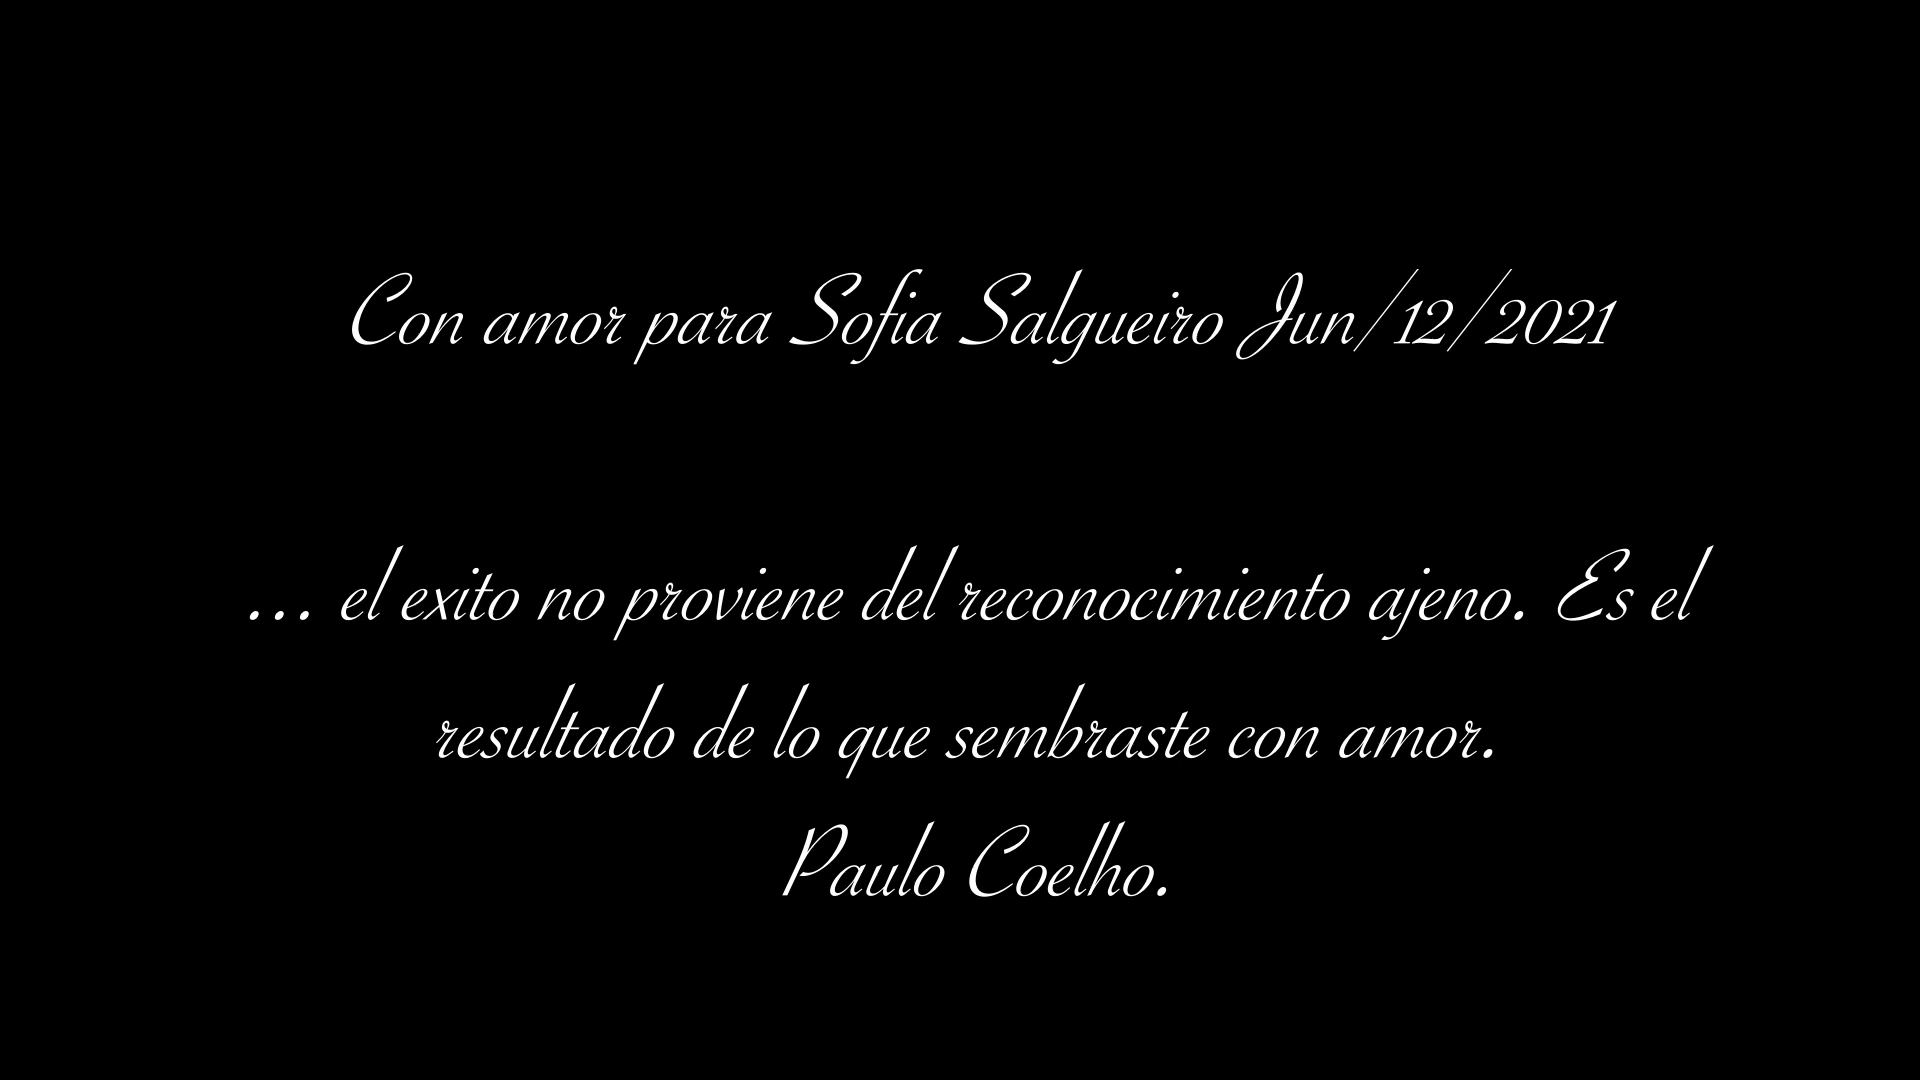 Con amor para Sofia Salgueiro Jun/12/2021
... el exito no proviene del reconocimiento ajeno. Es el
resultado de lo que sembraste con amor.
Paulo Coelho.